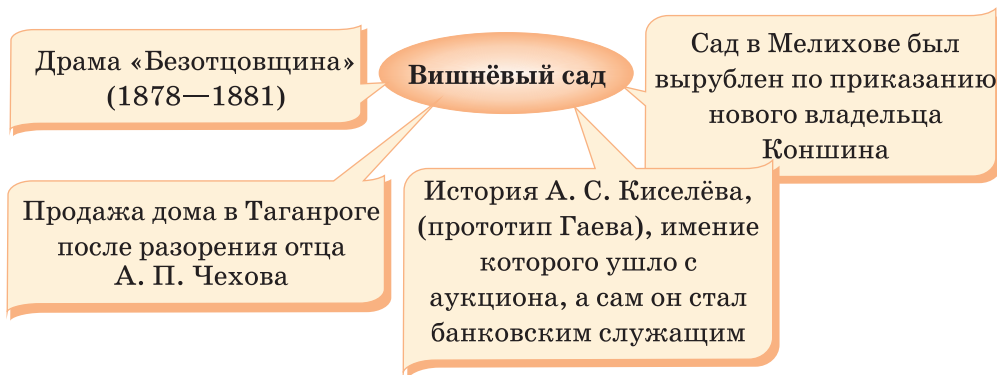 Драма «Безотцовщина»
(1878—1881)
Вишнёвый сад
Сад в Мелихове был
вырублен по приказанию
нового владельца
Коншина
Продажа дома в Таганроге
после разорения отца
А. П. Чехова
История А. С. Киселёва,
(прототип Гаева), имение
которого ушло с
аукциона, а сам он стал
банковским служащим